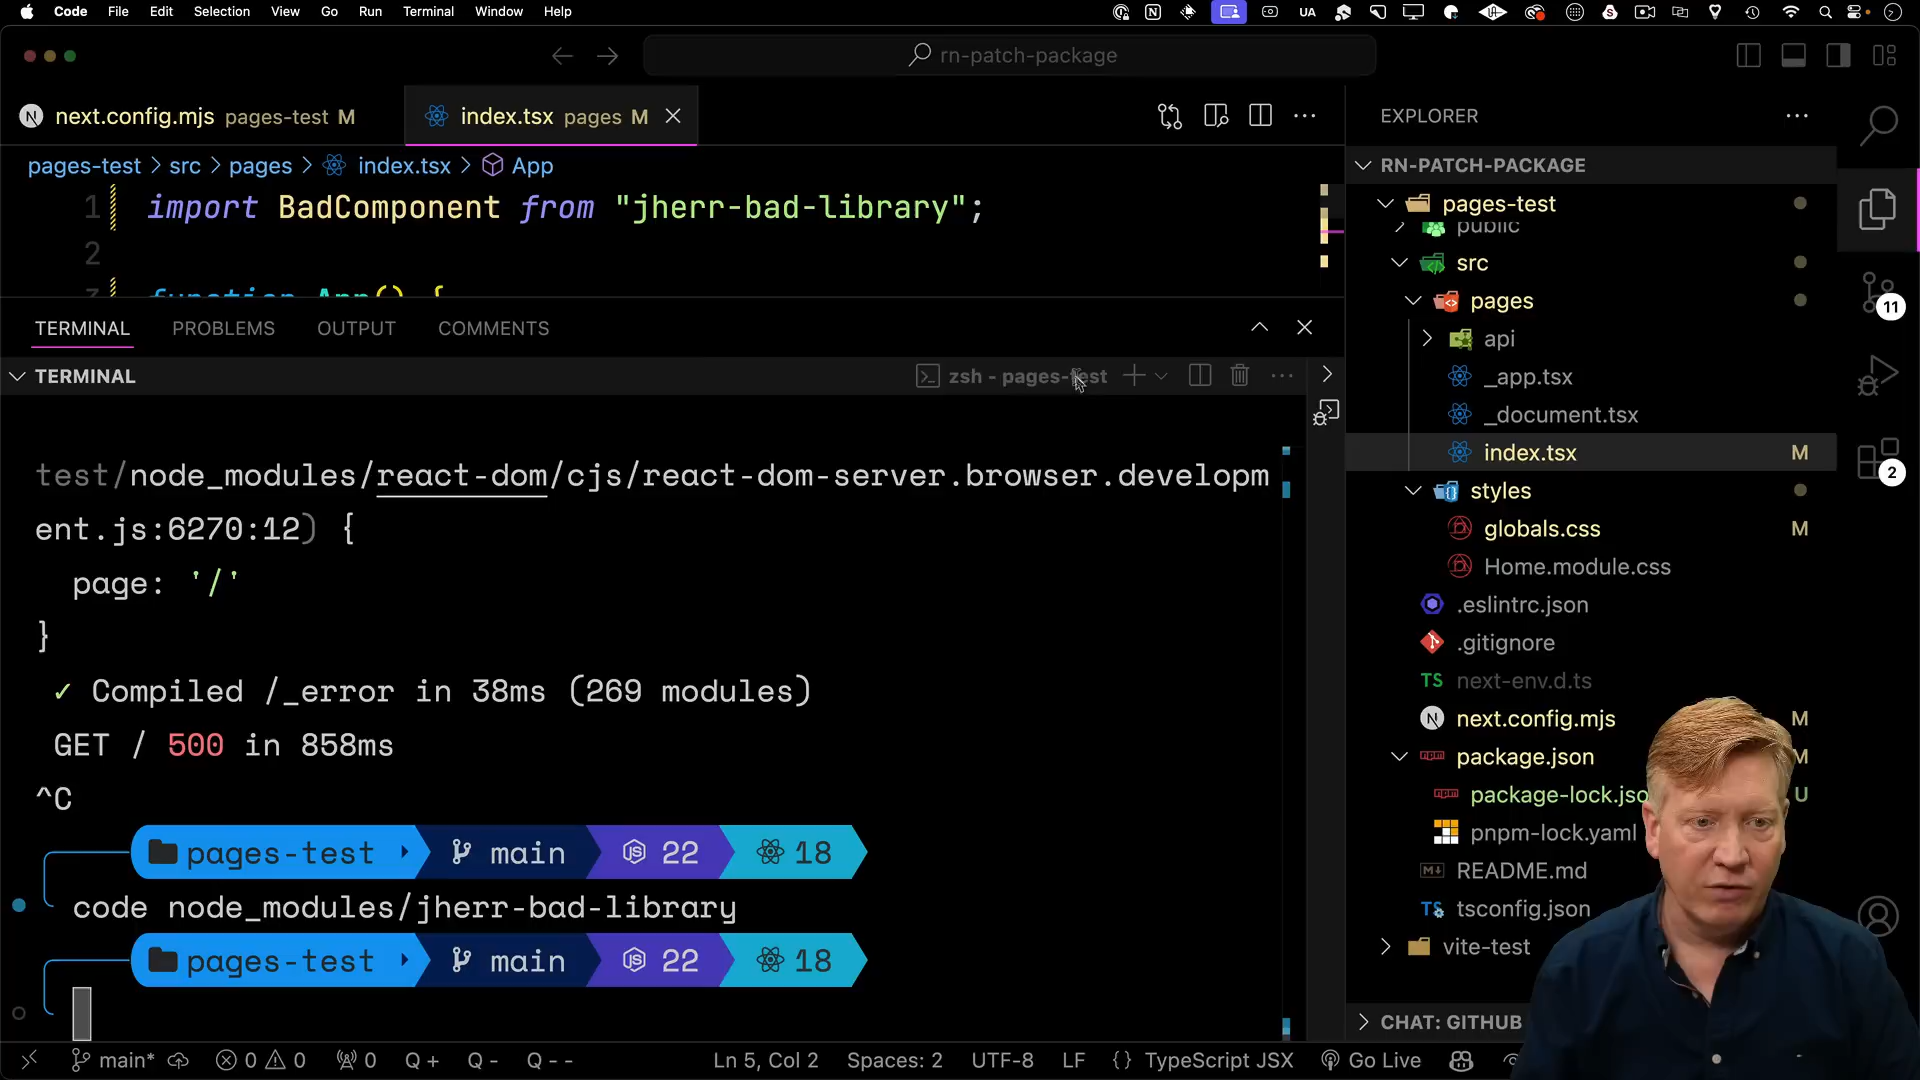 Code File Edit Selection View Go Run Terminal Window Help UA
rn-patch-package
next.config.mjs pages-test M
index.tsx pages M
pages-test > src > pages > index.tsx > App
1 import BadComponent from "jherr-bad-library";
2
3 function App() {
TERMINAL PROBLEMS OUTPUT COMMENTS
TERMINAL
zsh - pages-test
test/node_modules/react-dom/cjs/react-dom-server.browser.developm
ent.js:6270:12) {
page: '/'
}
✓ Compiled /_error in 38ms (269 modules)
GET / 500 in 858ms
^C
pages-test main 22 18
code node_modules/jherr-bad-library
pages-test main 22 18
EXPLORER
RN-PATCH-PACKAGE
pages-test
public
src
pages
api
_app.tsx
_document.tsx
index.tsx M
styles
globals.css M
Home.module.css
.eslintrc.json
.gitignore
TS next-env.d.ts
N next.config.mjs M
package.json M
package-lock.jso U
pnpm-lock.yaml
README.md
TS tsconfig.json
vite-test
CHAT: GITHUB
11
2
main* 0 0 0 Q + Q - Q - - Ln 5, Col 2 Spaces: 2 UTF-8 LF {} TypeScript JSX Go Live